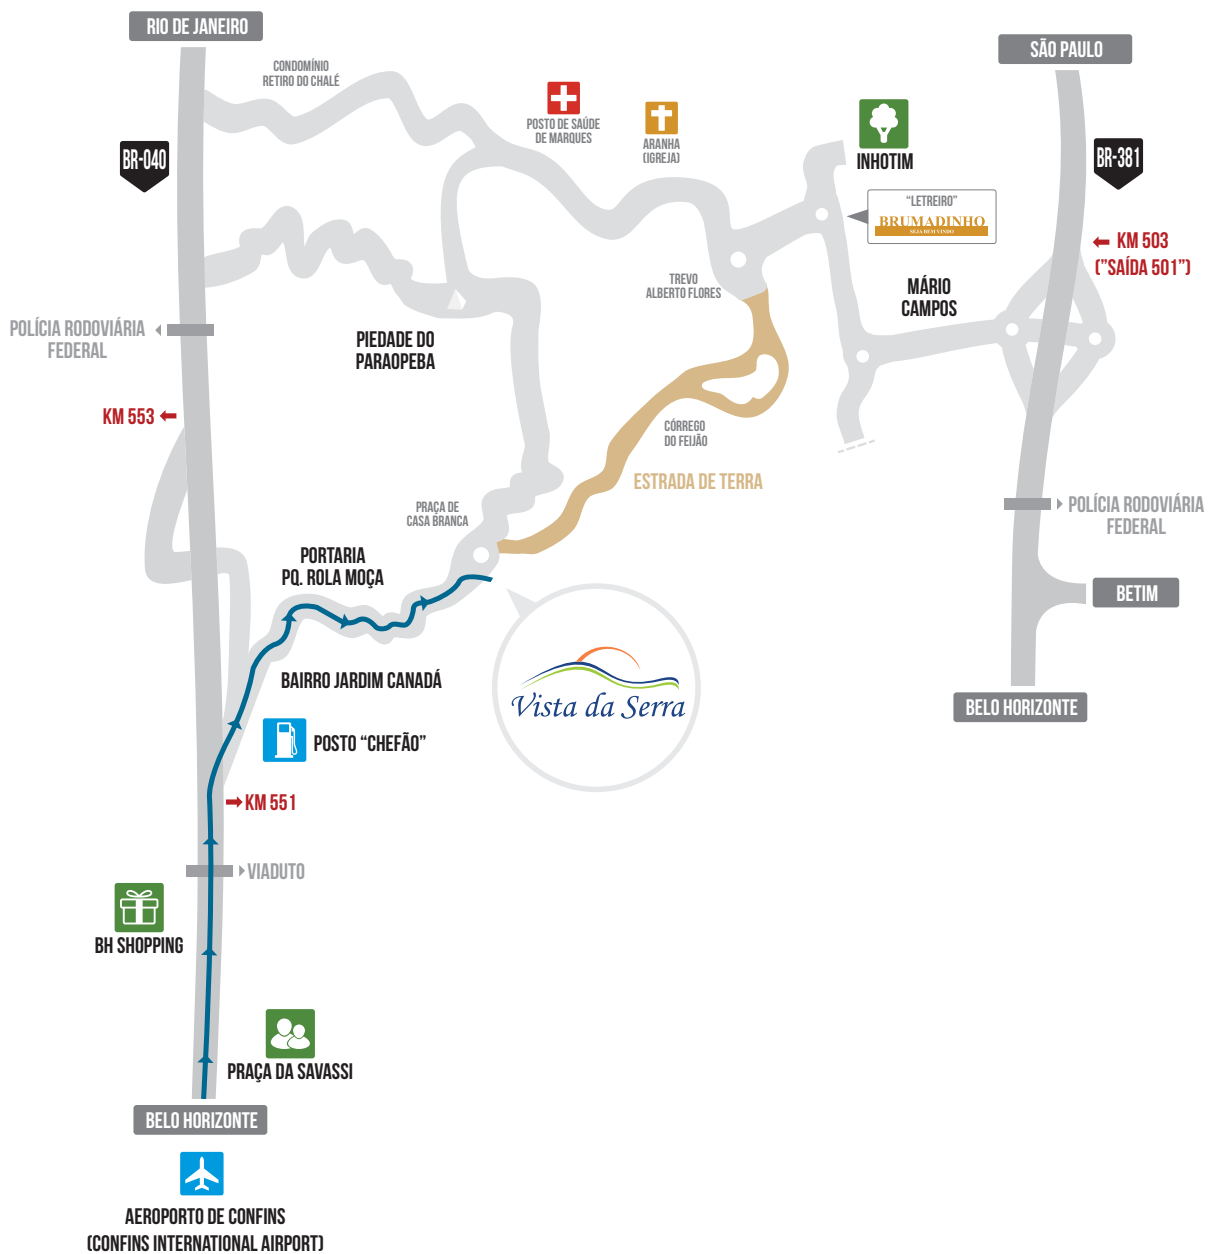 RIO DE JANEIRO
SÃO PAULO
CONDOMÍNIO
RETIRO DO CHALÉ
POSTO DE SAÚDE
DE MARQUES
ARANHA
(IGREJA)
INHOTIM
BR-040
BR-381
"LETREIRO"
BRUMADINHO
SEJA BEM VINDO
KM 503
("SAÍDA 501")
TREVO
ALBERTO FLORES
MÁRIO
CAMPOS
POLÍCIA RODOVIÁRIA
FEDERAL
PIEDADE DO
PARAOPEBA
KM 553
CÓRREGO
DO FEIJÃO
ESTRADA DE TERRA
PRAÇA DE
CASA BRANCA
POLÍCIA RODOVIÁRIA
FEDERAL
PORTARIA
PQ. ROLA MOÇA
BETIM
BAIRRO JARDIM CANADÁ
Vista da Serra
BELO HORIZONTE
POSTO “CHEFÃO”
KM 551
VIADUTO
BH SHOPPING
PRAÇA DA SAVASSI
BELO HORIZONTE
AEROPORTO DE CONFINS
(CONFINS INTERNATIONAL AIRPORT)